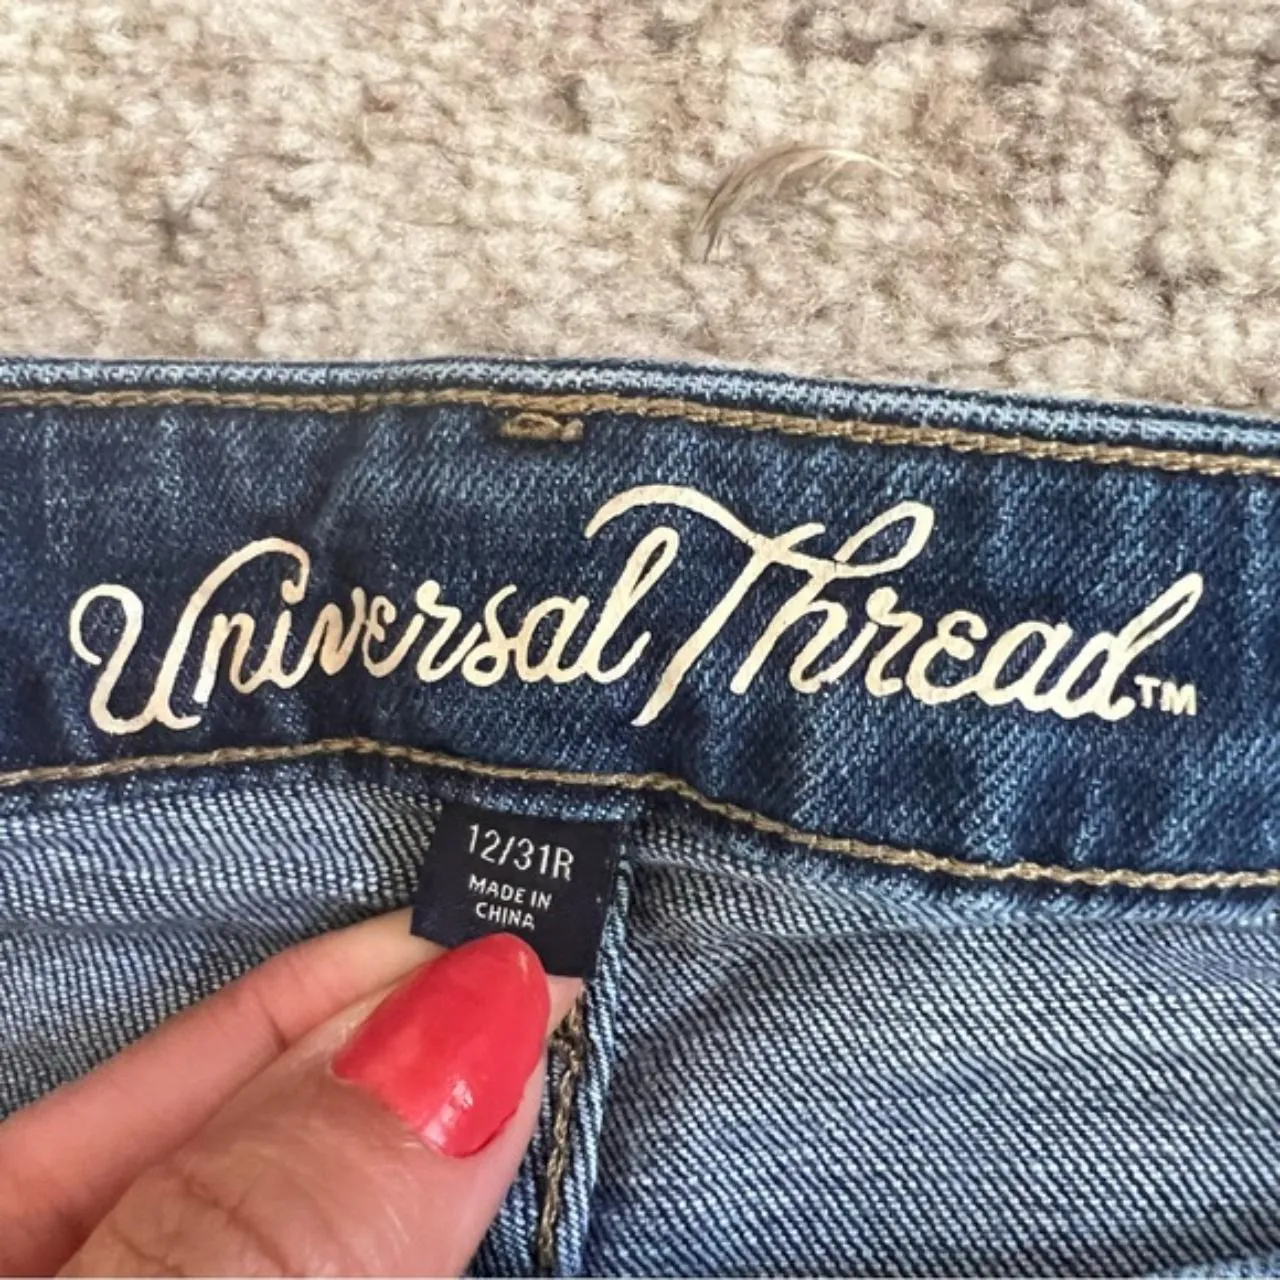 Universal Thread™
12/31R
MADE IN
CHINA